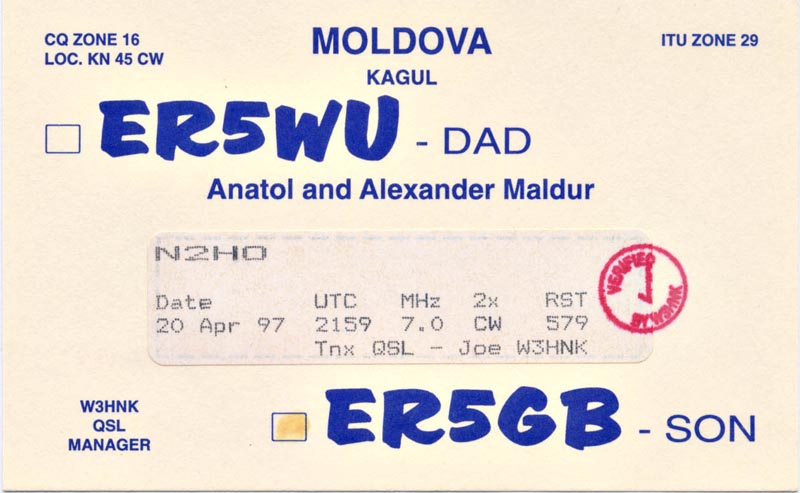 CQ ZONE 16
LOC. KN 45 CW
MOLDOVA
KAGUL
ITU ZONE 29
ER5WU - DAD
Anatol and Alexander Maldur
N2HO
Date UTC MHz 2x RST
20 Apr 97 2159 7.0 CW 579
Tnx QSL - Joe W3HNK
VERIFIED
BY W3HNK
W3HNK
QSL
MANAGER
ER5GB - SON